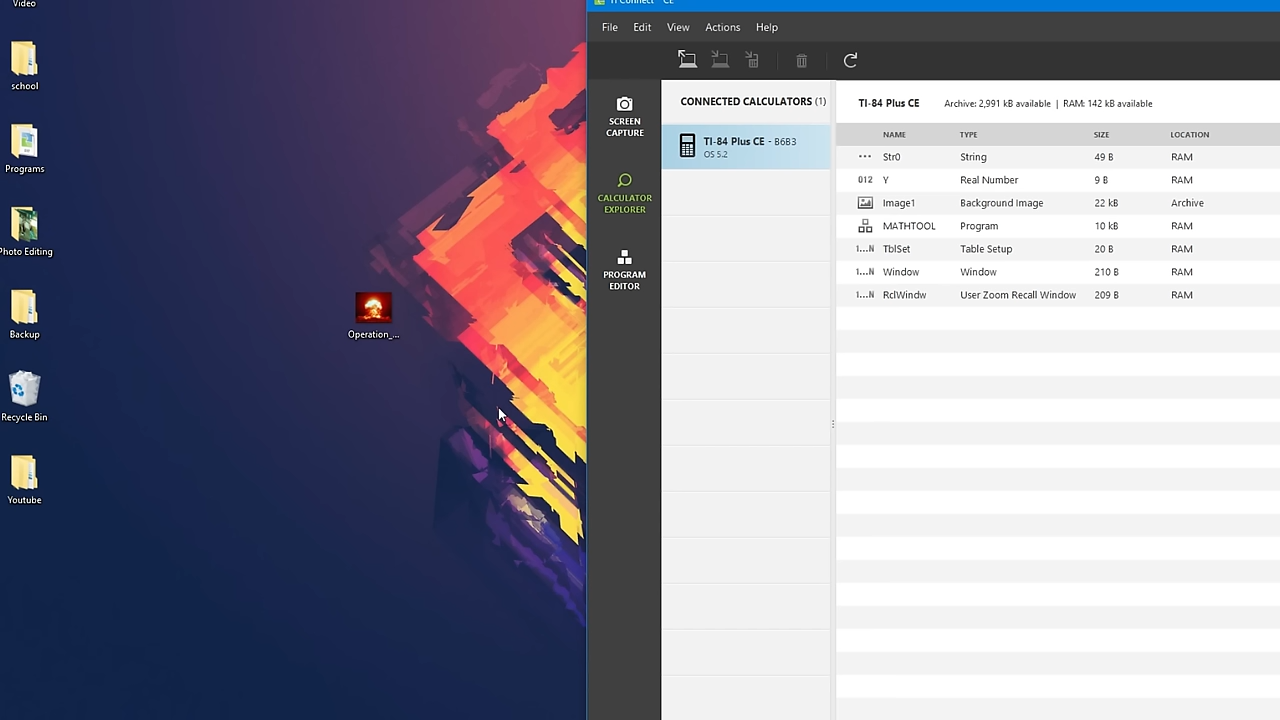 Video
school
Programs
Photo Editing
Backup
Recycle Bin
Youtube
Operation_...
TI Connect™ CE
File Edit View Actions Help
SCREEN
CAPTURE
CALCULATOR
EXPLORER
PROGRAM
EDITOR
CONNECTED CALCULATORS (1)
TI-84 Plus CE - B6B3
OS 5.2
TI-84 Plus CE Archive: 2,991 kB available | RAM: 142 kB available
NAME TYPE SIZE LOCATION
Str0 String 49 B RAM
012 Y Real Number 9 B RAM
Image1 Background Image 22 kB Archive
MATHTOOL Program 10 kB RAM
1...N TblSet Table Setup 20 B RAM
1...N Window Window 210 B RAM
1...N RclWindw User Zoom Recall Window 209 B RAM